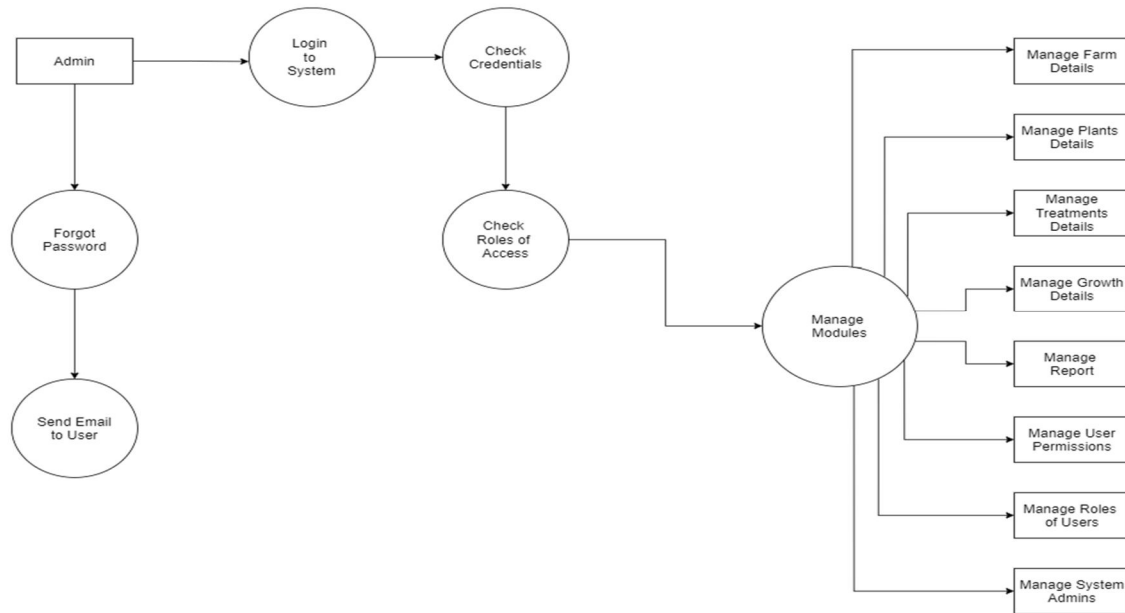 Admin
Login
to
System
Check
Credentials
Forgot
Password
Check
Roles of
Access
Send Email
to User
Manage
Modules
Manage Farm
Details
Manage Plants
Details
Manage
Treatments
Details
Manage Growth
Details
Manage
Report
Manage User
Permissions
Manage Roles
of Users
Manage System
Admins